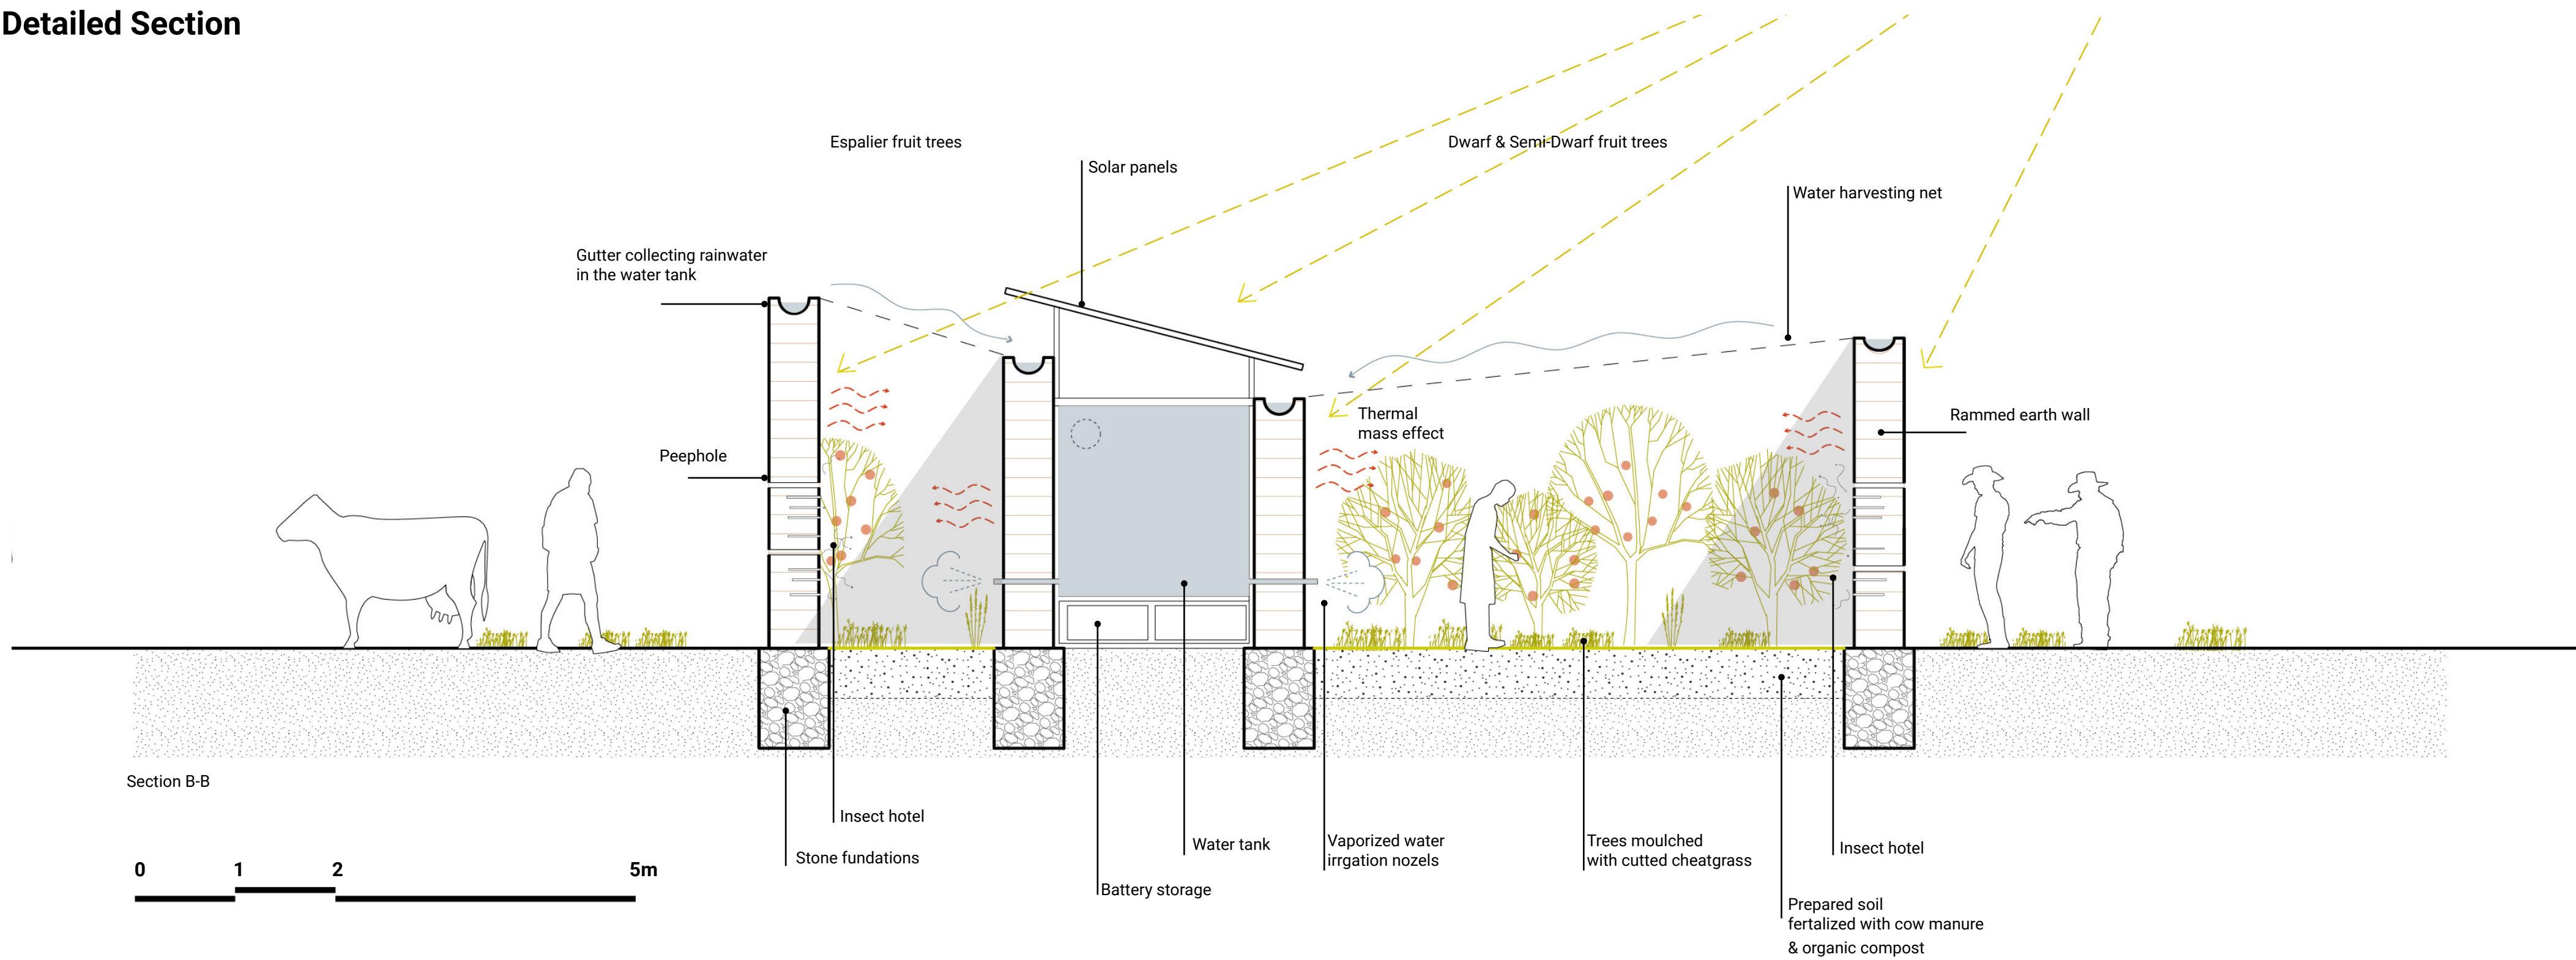 Detailed Section
Espalier fruit trees
Dwarf & Semi-Dwarf fruit trees
Solar panels
Water harvesting net
Gutter collecting rainwater
in the water tank
Thermal
mass effect
Rammed earth wall
Peephole
Section B-B
Insect hotel
Stone fundations
Water tank
Battery storage
Vaporized water
irrgation nozels
Trees moulched
with cutted cheatgrass
Insect hotel
Prepared soil
fertalized with cow manure
& organic compost
0 1 2 5m